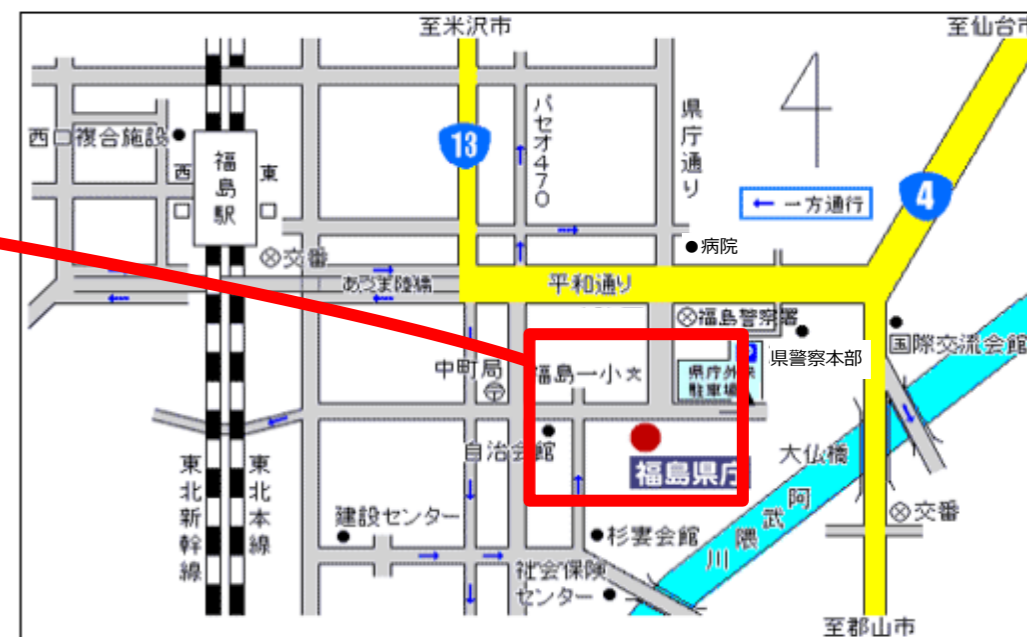 至米沢市
至仙台市
13
パセオ470
県庁通り
西口複合施設
福島駅
西口
東口
← 一方通行
4
病院
交番
あづま陸橋
平和通り
福島警察署
県警察本部
国際交流会館
中町局
福島一小
文
県庁外来
駐車場
自治会館
福島県庁
大仏橋
東北新幹線
東北本線
建設センター
杉妻会館
阿武隈川
交番
社会保険
センター
至郡山市